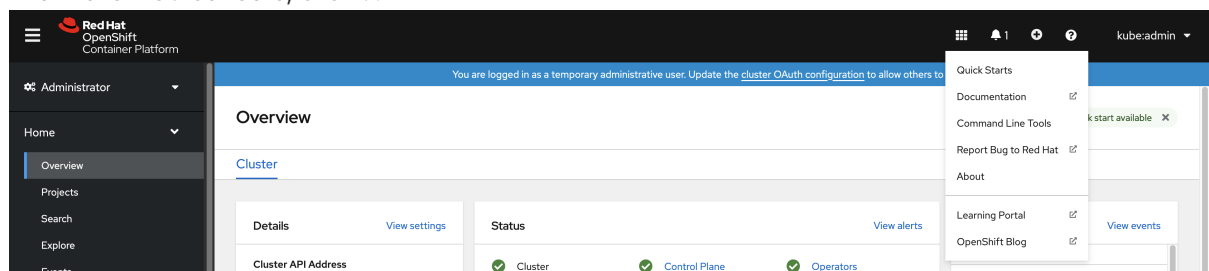 Red Hat
OpenShift
Container Platform
1
kube:admin
Administrator
You are logged in as a temporary administrative user. Update the cluster OAuth configuration to allow others to
Quick Starts
Documentation
Command Line Tools
Report Bug to Red Hat
About
Learning Portal
OpenShift Blog
Home
Overview
Projects
Search
Explore
Overview
start available
Cluster
Details
View settings
Status
View alerts
View events
Cluster API Address
Cluster
Control Plane
Operators